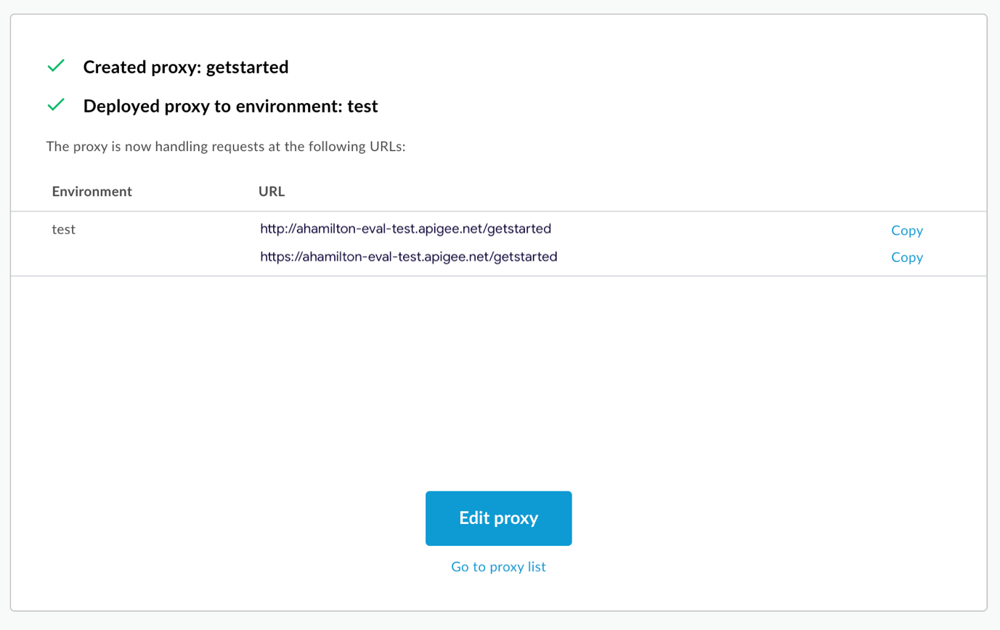 Created proxy: getstarted
Deployed proxy to environment: test
The proxy is now handling requests at the following URLs:
Environment URL
test http://ahamilton-eval-test.apigee.net/getstarted Copy
https://ahamilton-eval-test.apigee.net/getstarted Copy
Edit proxy
Go to proxy list